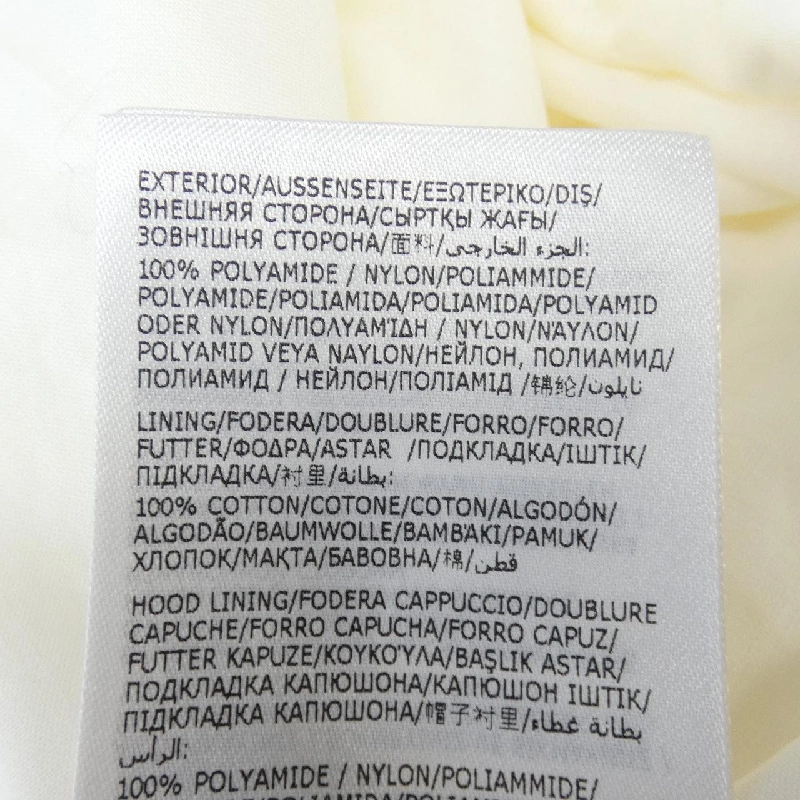 EXTERIOR/AUSSENSEITE/ΕΞΩΤΕΡΙΚΟ/DIŞ/
ВНЕШНЯЯ СТОРОНА/СЫРТҚЫ ЖАҒЫ/
ЗОВНІШНЯ СТОРОНА/面料/الجزء الخارجي:
100% POLYAMIDE / NYLON/POLIAMMIDE/
POLYAMIDE/POLIAMIDA/POLIAMIDA/POLYAMID
ODER NYLON/ΠΟΛΥΑΜΊΔΗ / NYLON/ΝΆΥΛΟΝ/
POLYAMID VEYA NAYLON/НЕЙЛОН, ПОЛИАМИД/
ПОЛИАМИД / НЕЙЛОН/ПОЛІАМІД /锦纶/نايلون
LINING/FODERA/DOUBLURE/FORRO/FORRO/
FUTTER/ΦΟΔΡΑ/ASTAR /ПОДКЛАДКА/ІШТІК/
ПІДКЛАДКА/衬里/بطانة:
100% COTTON/COTONE/COTON/ALGODÓN/
ALGODÃO/BAUMWOLLE/ΒΑΜΒΆΚΙ/PAMUK/
ХЛОПОК/МАҚТА/БАВОВНА/棉/قطن
HOOD LINING/FODERA CAPPUCCIO/DOUBLURE
CAPUCHE/FORRO CAPUCHA/FORRO CAPUZ/
FUTTER KAPUZE/ΚΟΥΚΟΎΛΑ/BAŞLIK ASTAR/
ПОДКЛАДКА КАПЮШОНА/КАПЮШОН ІШТІК/
ПІДКЛАДКА КАПЮШОНА/帽子衬里/بطانة غطاء
الرأس:
100% POLYAMIDE / NYLON/POLIAMMIDE/